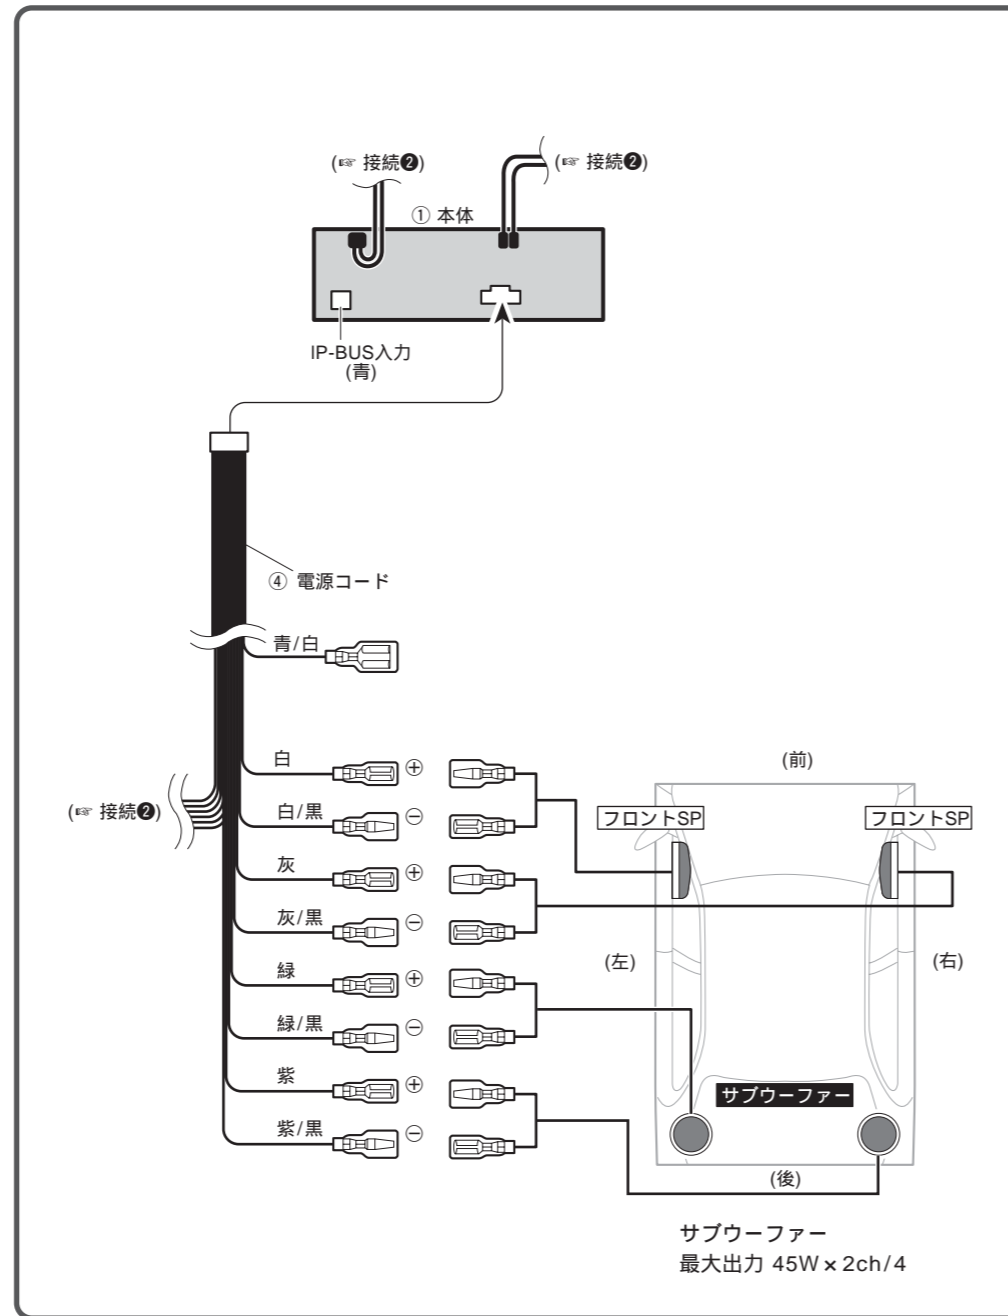 (☞ 接続❷)
(☞ 接続❷)
① 本体
IP-BUS入力
(青)
④ 電源コード
青/白
白
⊕
白/黒
⊖
灰
⊕
灰/黒
⊖
緑
⊕
緑/黒
⊖
紫
⊕
紫/黒
⊖
(☞ 接続❷)
(前)
フロントSP
フロントSP
(左)
(右)
サブウーファー
(後)
サブウーファー
最大出力 45W × 2ch/4